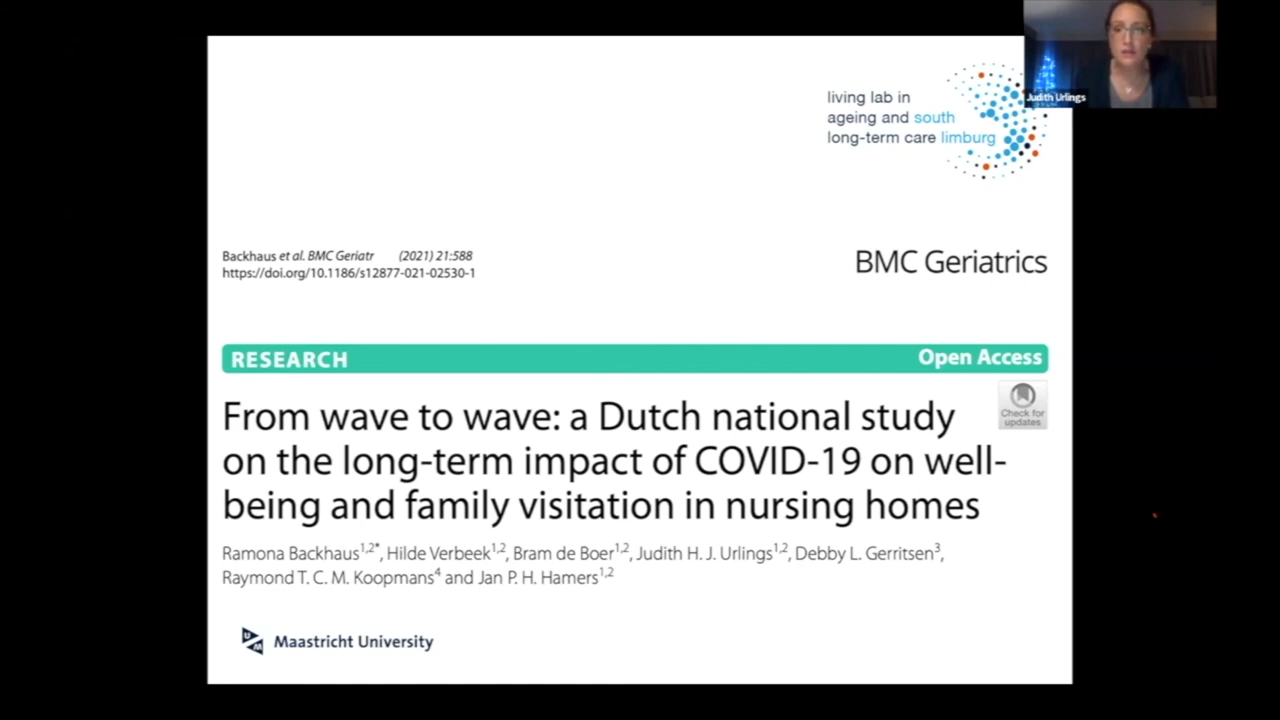 Judith Urlings
living lab in
ageing and south
long-term care limburg
Backhaus et al. BMC Geriatr (2021) 21:588
https://doi.org/10.1186/s12877-021-02530-1
BMC Geriatrics
RESEARCH
Open Access
Check for
updates
From wave to wave: a Dutch national study
on the long-term impact of COVID-19 on well-
being and family visitation in nursing homes
Ramona Backhaus1,2*, Hilde Verbeek1,2, Bram de Boer1,2, Judith H. J. Urlings1,2, Debby L. Gerritsen3,
Raymond T. C. M. Koopmans4 and Jan P. H. Hamers1,2
UM
Maastricht University